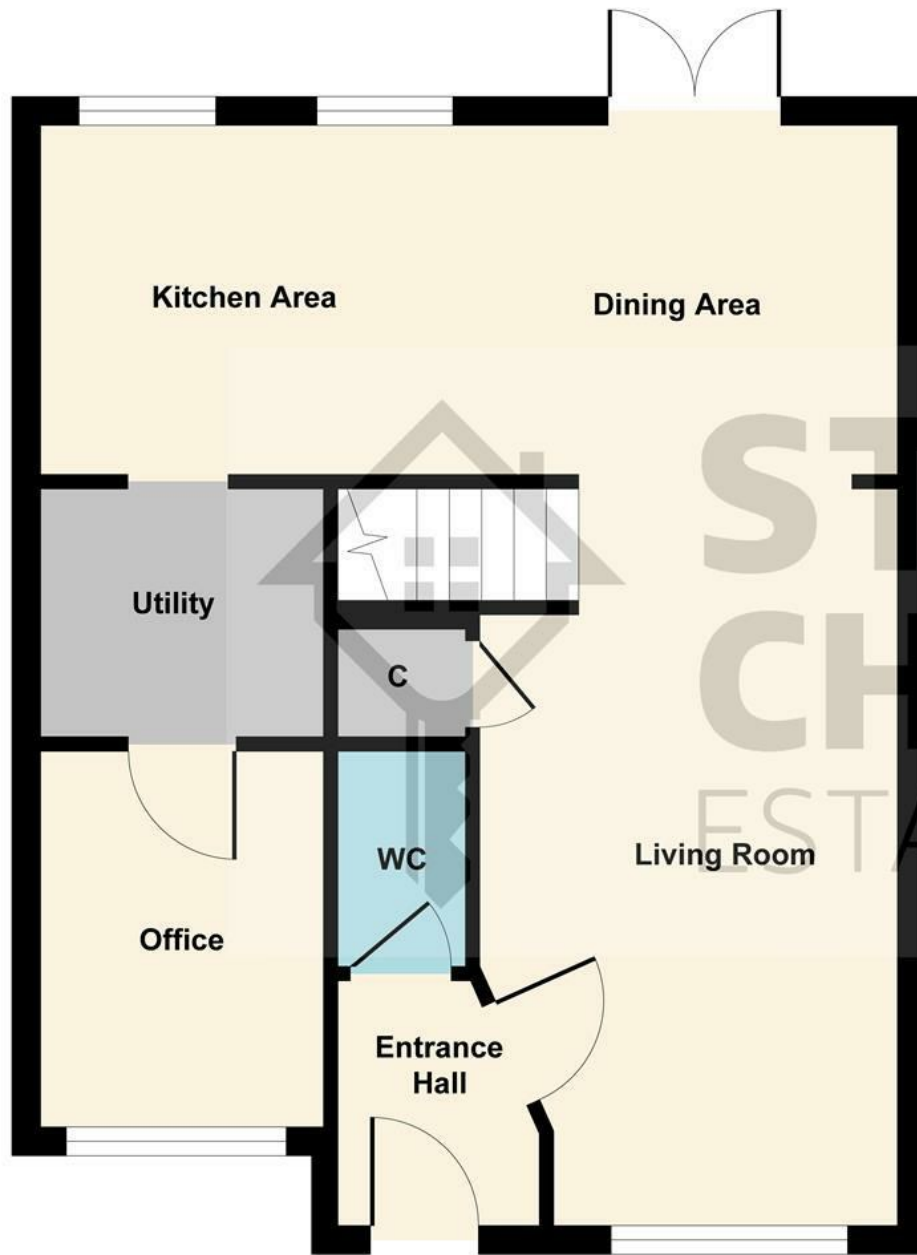 Kitchen Area
Dining Area
Utility
C
WC
Living Room
Office
Entrance
Hall